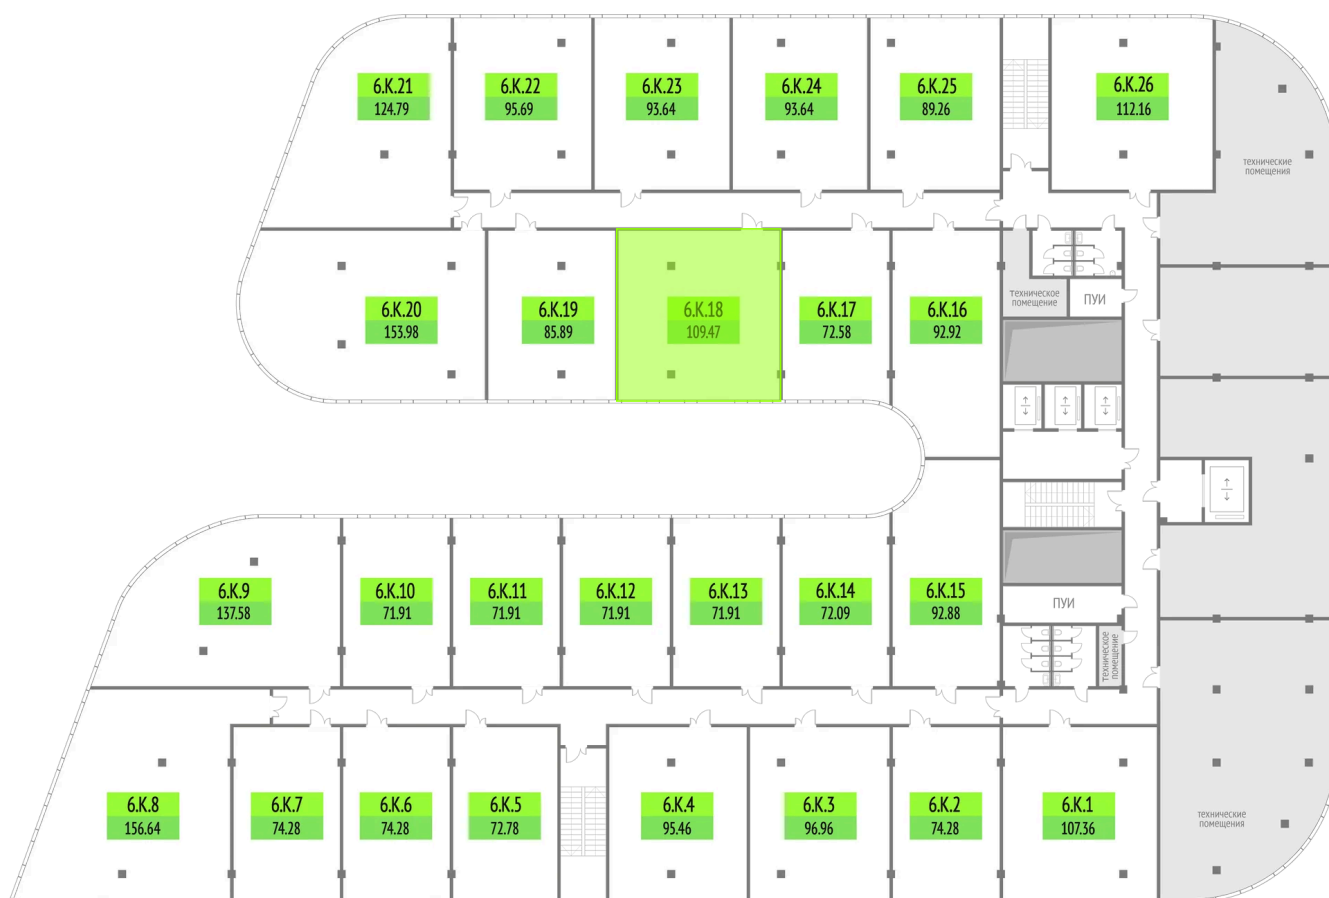 6.К.21
124.79
6.К.22
95.69
6.К.23
93.64
6.К.24
93.64
6.К.25
89.26
6.К.26
112.16
технические
помещения
6.К.20
153.98
6.К.19
85.89
6.К.18
109.47
6.К.17
72.58
6.К.16
92.92
техническое
помещение
ПУИ
6.К.9
137.58
6.К.10
71.91
6.К.11
71.91
6.К.12
71.91
6.К.13
71.91
6.К.14
72.09
6.К.15
92.88
ПУИ
техническое
помещение
6.К.8
156.64
6.К.7
74.28
6.К.6
74.28
6.К.5
72.78
6.К.4
95.46
6.К.3
96.96
6.К.2
74.28
6.К.1
107.36
технические
помещения